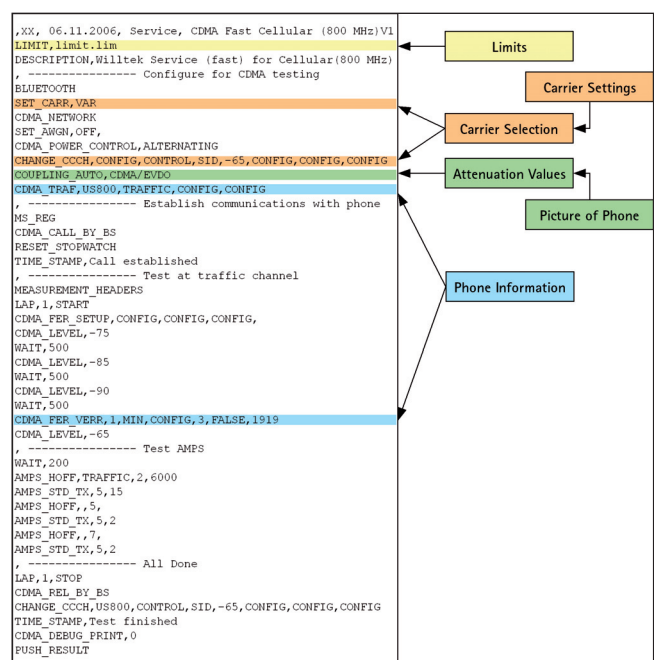 ,XX, 06.11.2006, Service, CDMA Fast Cellular (800 MHz)V1
LIMIT,limit.lim
DESCRIPTION,Willtek Service (fast) for Cellular(800 MHz)
, ---------------- Configure for CDMA testing
BLUETOOTH
SET_CARR,VAR
CDMA_NETWORK
SET_AWGN,OFF,
CDMA_POWER_CONTROL,ALTERNATING
CHANGE_CCCH,CONFIG,CONTROL,SID,-65,CONFIG,CONFIG,CONFIG
COUPLING_AUTO,CDMA/EVDO
CDMA_TRAF,US800,TRAFFIC,CONFIG,CONFIG
, ---------------- Establish communications with phone
MS_REG
CDMA_CALL_BY_BS
RESET_STOPWATCH
TIME_STAMP,Call established
, ---------------- Test at traffic channel
MEASUREMENT_HEADERS
LAP,1,START
CDMA_FER_SETUP,CONFIG,CONFIG,CONFIG,
CDMA_LEVEL,-75
WAIT,500
CDMA_LEVEL,-85
WAIT,500
CDMA_LEVEL,-90
WAIT,500
CDMA_FER_VERR,1,MIN,CONFIG,3,FALSE,1919
CDMA_LEVEL,-65
, ---------------- Test AMPS
WAIT,200
AMPS_HOFF,TRAFFIC,2,6000
AMPS_STD_TX,5,15
AMPS_HOFF,,5,
AMPS_STD_TX,5,2
AMPS_HOFF,,7,
AMPS_STD_TX,5,2
, ---------------- All Done
LAP,1,STOP
CDMA_REL_BY_BS
CHANGE_CCCH,US800,CONTROL,SID,-65,CONFIG,CONFIG,CONFIG
TIME_STAMP,Test finished
CDMA_DEBUG_PRINT,0
PUSH_RESULT
Limits
Carrier Settings
Carrier Selection
Attenuation Values
Picture of Phone
Phone Information